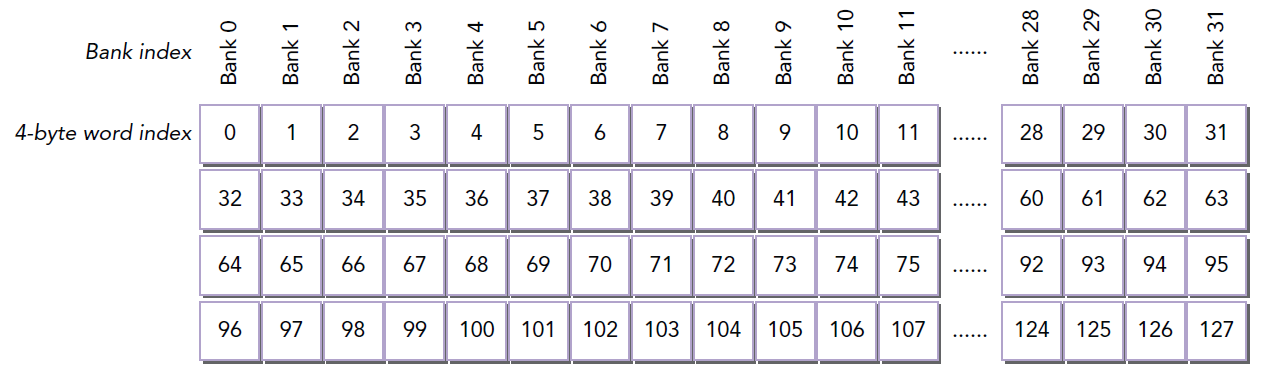 Bank index Bank 0 Bank 1 Bank 2 Bank 3 Bank 4 Bank 5 Bank 6 Bank 7 Bank 8 Bank 9 Bank 10 Bank 11 ...... Bank 28 Bank 29 Bank 30 Bank 31
4-byte word index 0 1 2 3 4 5 6 7 8 9 10 11 ...... 28 29 30 31
32 33 34 35 36 37 38 39 40 41 42 43 ...... 60 61 62 63
64 65 66 67 68 69 70 71 72 73 74 75 ...... 92 93 94 95
96 97 98 99 100 101 102 103 104 105 106 107 ...... 124 125 126 127